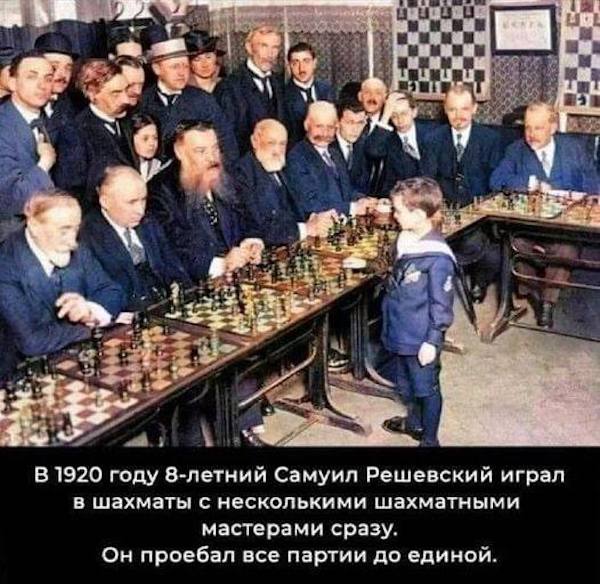 В 1920 году 8-летний Самуил Решевский играл
в шахматы с несколькими шахматными
мастерами сразу.
Он проебал все партии до единой.